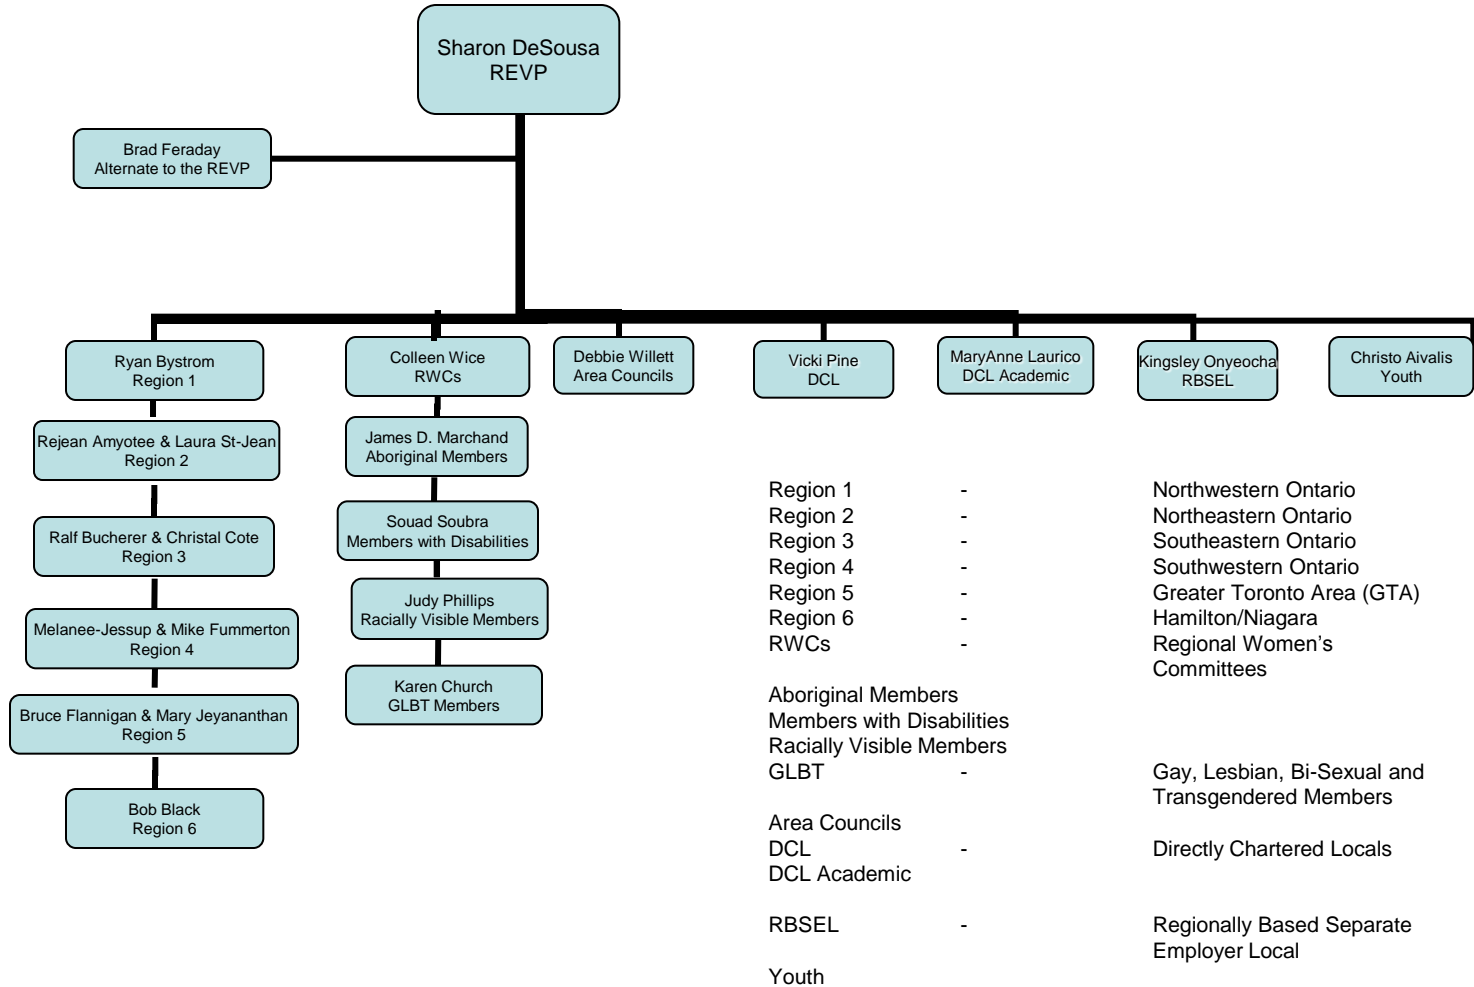 Sharon DeSousa
REVP
Brad Feraday
Alternate to the REVP
Ryan Bystrom
Region 1
Colleen Wice
RWCs
Debbie Willett
Area Councils
Vicki Pine
DCL
MaryAnne Laurico
DCL Academic
Kingsley Onyeocha
RBSEL
Christo Aivalis
Youth
Rejean Amyotee & Laura St-Jean
Region 2
Ralf Bucherer & Christal Cote
Region 3
Melanee-Jessup & Mike Fummerton
Region 4
Bruce Flannigan & Mary Jeyananthan
Region 5
Bob Black
Region 6
James D. Marchand
Aboriginal Members
Souad Soubra
Members with Disabilities
Judy Phillips
Racially Visible Members
Karen Church
GLBT Members
Region 1 - Northwestern Ontario
Region 2 - Northeastern Ontario
Region 3 - Southeastern Ontario
Region 4 - Southwestern Ontario
Region 5 - Greater Toronto Area (GTA)
Region 6 - Hamilton/Niagara
RWCs - Regional Women's
Committees
Aboriginal Members
Members with Disabilities
Racially Visible Members
GLBT - Gay, Lesbian, Bi-Sexual and
Transgendered Members
Area Councils
DCL - Directly Chartered Locals
DCL Academic
RBSEL - Regionally Based Separate
Employer Local
Youth